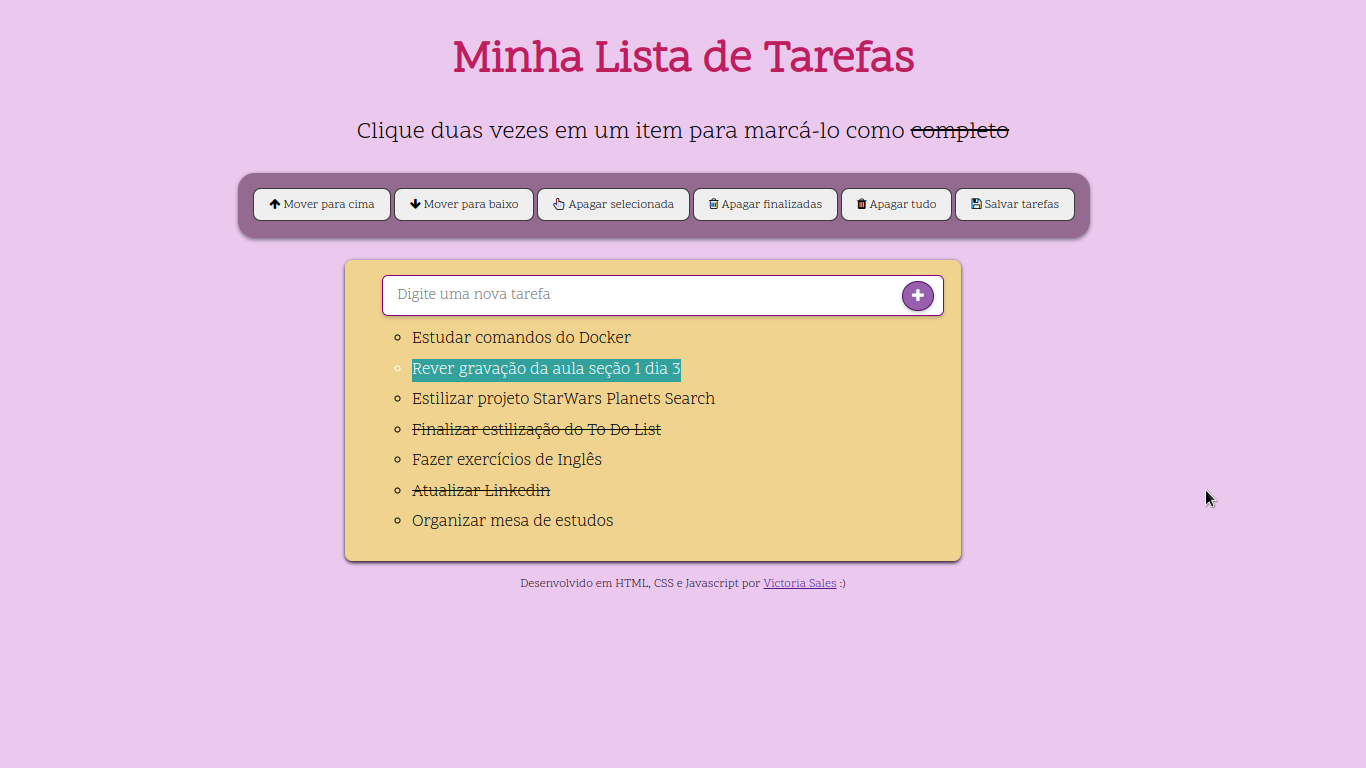 Minha Lista de Tarefas
Clique duas vezes em um item para marcá-lo como completo
Mover para cima Mover para baixo Apagar selecionada Apagar finalizadas Apagar tudo Salvar tarefas
Digite uma nova tarefa
Estudar comandos do Docker
Rever gravação da aula seção 1 dia 3
Estilizar projeto StarWars Planets Search
Finalizar estilização do To Do List
Fazer exercícios de Inglês
Atualizar Linkedin
Organizar mesa de estudos
Desenvolvido em HTML, CSS e Javascript por Victoria Sales :)